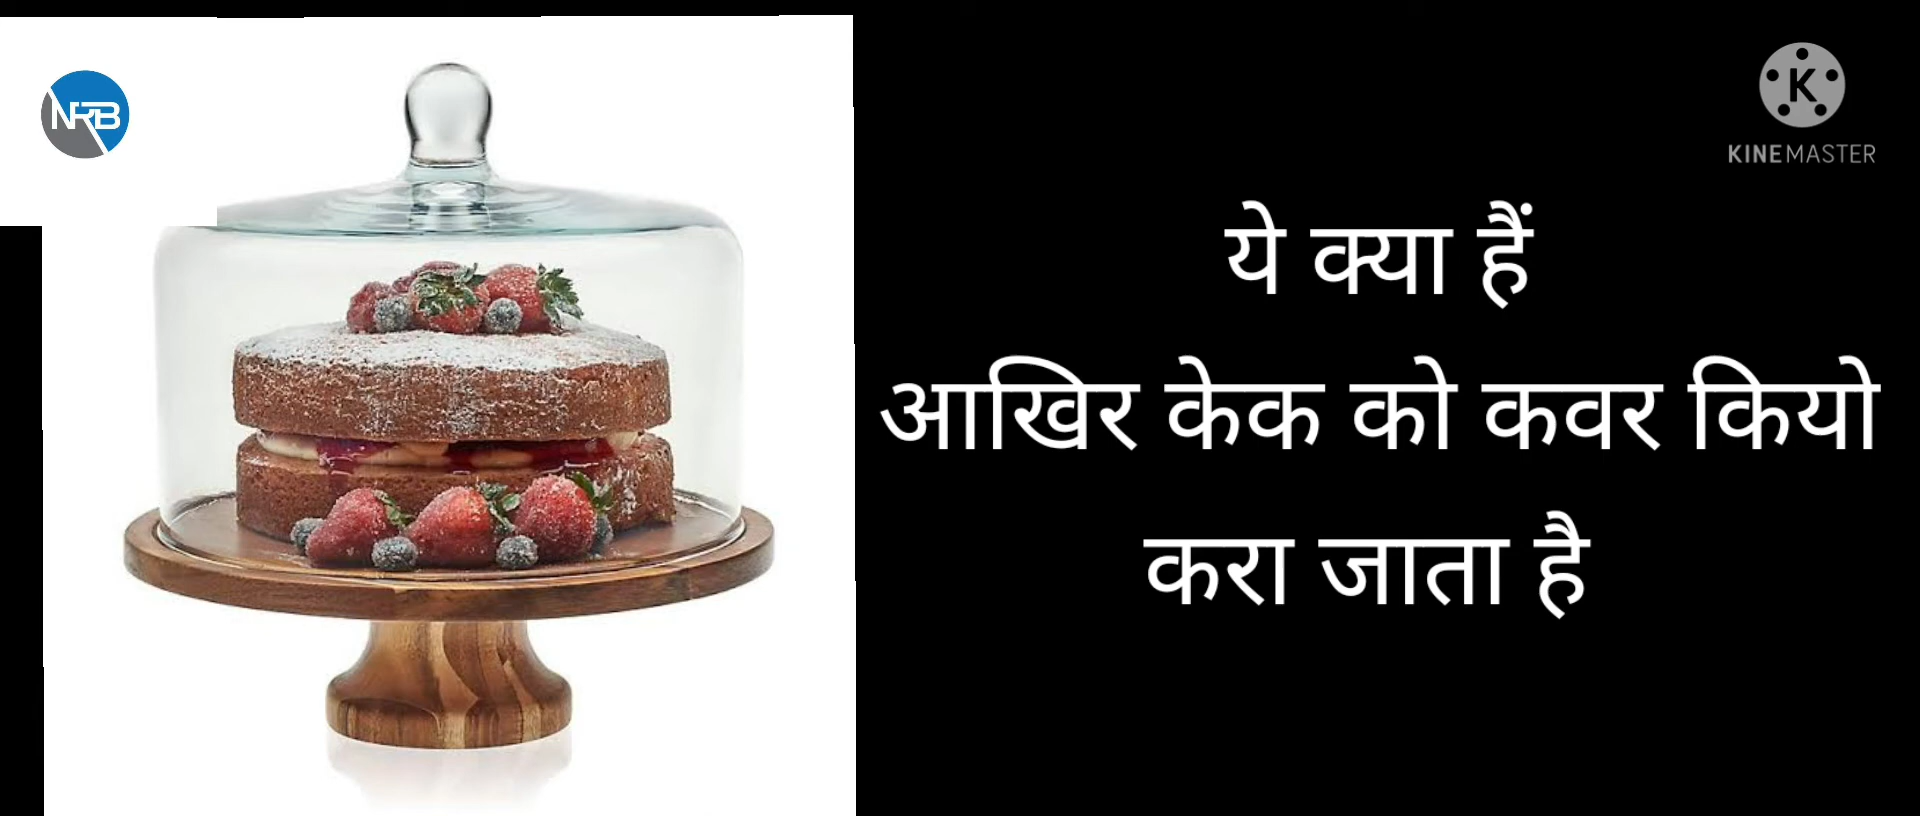 NRB
K
KINEMASTER
ये क्या हैं
आखिर केक को कवर कियो
करा जाता है